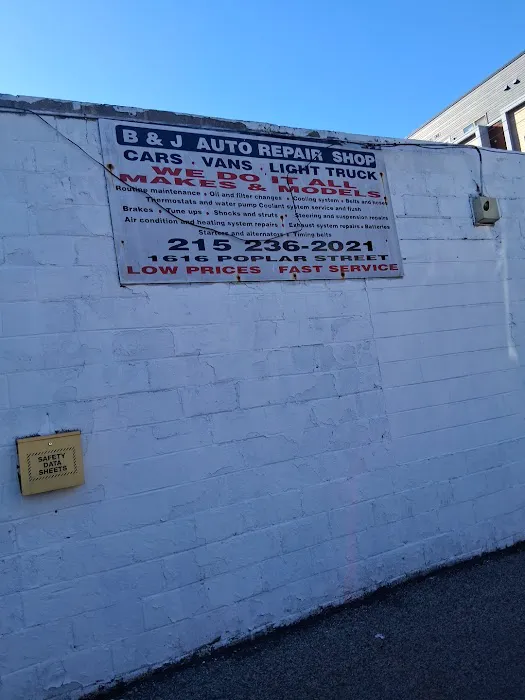 B & J AUTO REPAIR SHOP
CARS . VANS . LIGHT TRUCK
WE DO IT ALL
MAKES & MODELS
Routine maintenance • Oil and filter changes • Cooling system • Belts and hoses
Thermostats and water pump Coolant system service and flush
Brakes • Tune ups • Shocks and struts • Steering and suspension repairs
Air condition and heating system repairs • Exhaust system repairs • Batteries
Starters and alternators • Timing belts
215 236-2021
1616 POPLAR STREET
LOW PRICES FAST SERVICE
SAFETY
DATA
SHEETS